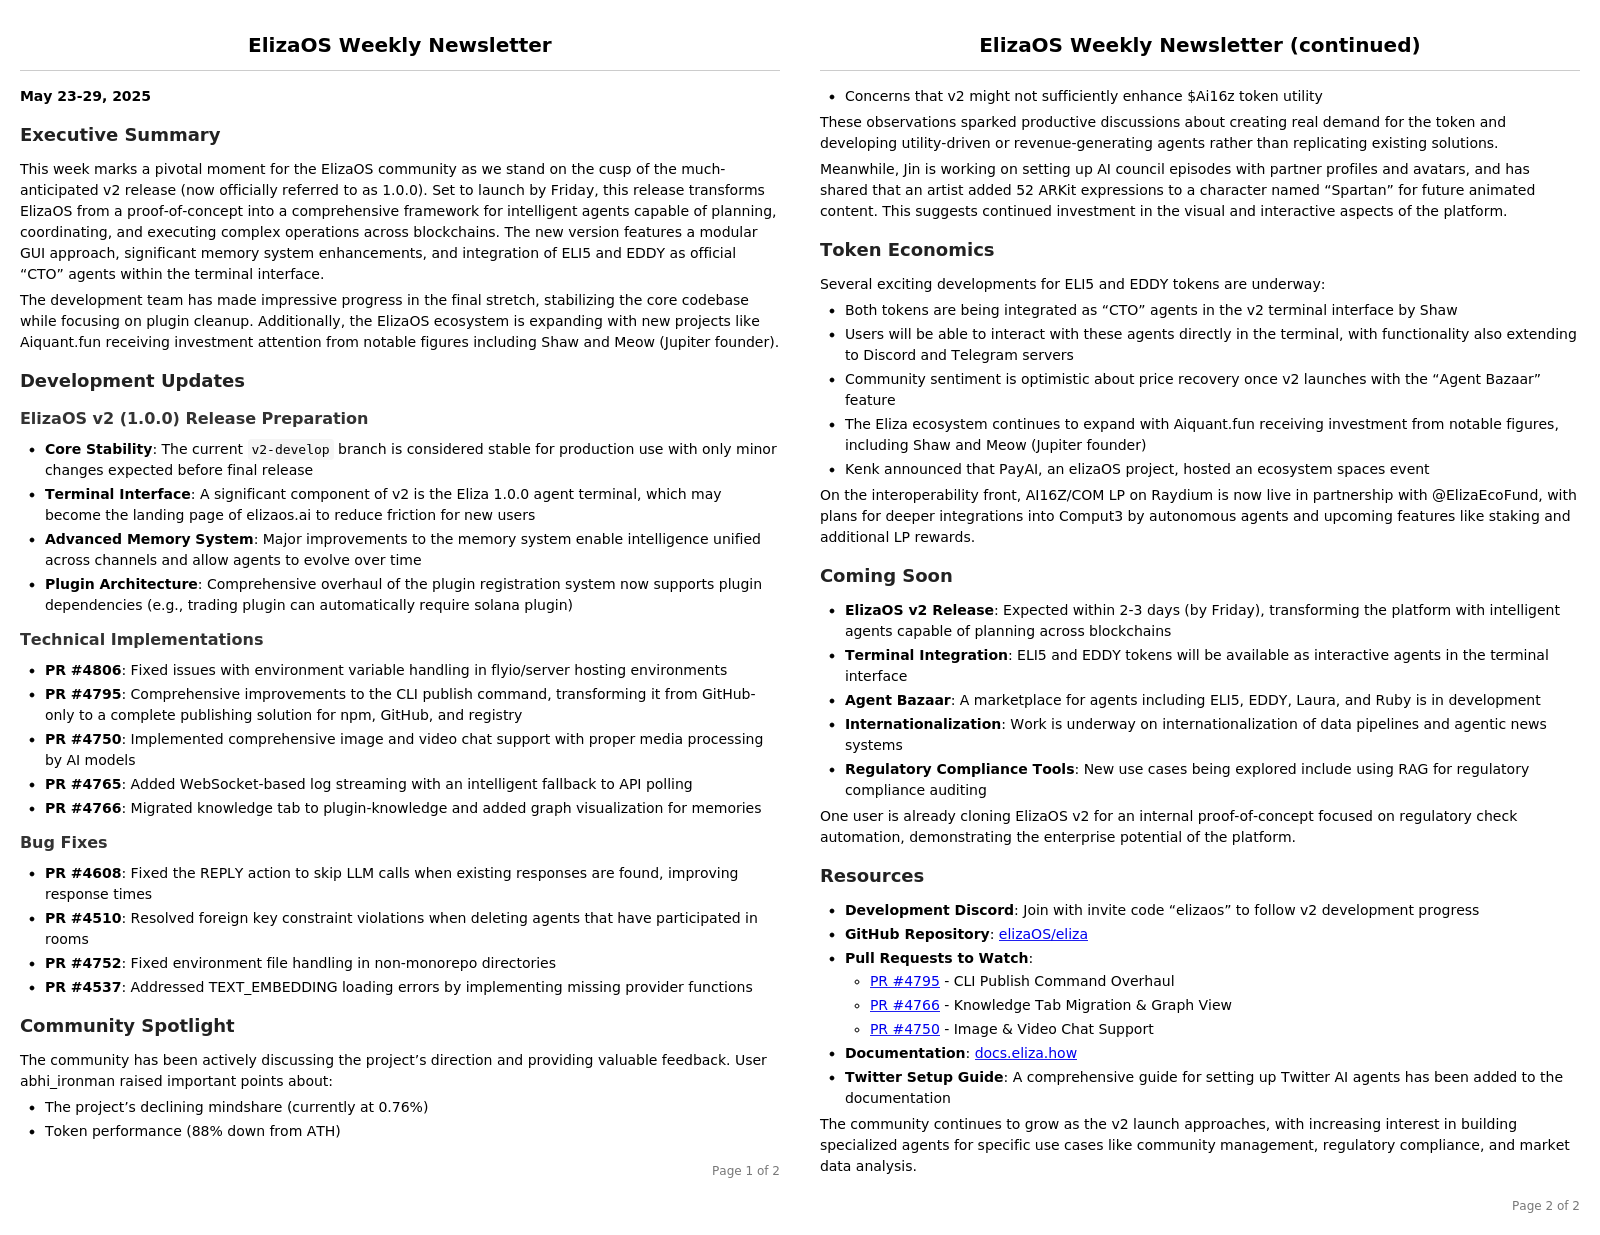 ElizaOS Weekly Newsletter
May 23-29, 2025
Executive Summary
This week marks a pivotal moment for the ElizaOS community as we stand on the cusp of the much-
anticipated v2 release (now officially referred to as 1.0.0). Set to launch by Friday, this release transforms
ElizaOS from a proof-of-concept into a comprehensive framework for intelligent agents capable of planning,
coordinating, and executing complex operations across blockchains. The new version features a modular
GUI approach, significant memory system enhancements, and integration of ELI5 and EDDY as official
“CTO” agents within the terminal interface.
The development team has made impressive progress in the final stretch, stabilizing the core codebase
while focusing on plugin cleanup. Additionally, the ElizaOS ecosystem is expanding with new projects like
Aiquant.fun receiving investment attention from notable figures including Shaw and Meow (Jupiter founder).
Development Updates
ElizaOS v2 (1.0.0) Release Preparation
• Core Stability: The current v2-develop branch is considered stable for production use with only minor
changes expected before final release
• Terminal Interface: A significant component of v2 is the Eliza 1.0.0 agent terminal, which may
become the landing page of elizaos.ai to reduce friction for new users
• Advanced Memory System: Major improvements to the memory system enable intelligence unified
across channels and allow agents to evolve over time
• Plugin Architecture: Comprehensive overhaul of the plugin registration system now supports plugin
dependencies (e.g., trading plugin can automatically require solana plugin)
Technical Implementations
• PR #4806: Fixed issues with environment variable handling in flyio/server hosting environments
• PR #4795: Comprehensive improvements to the CLI publish command, transforming it from GitHub-
only to a complete publishing solution for npm, GitHub, and registry
• PR #4750: Implemented comprehensive image and video chat support with proper media processing
by AI models
• PR #4765: Added WebSocket-based log streaming with an intelligent fallback to API polling
• PR #4766: Migrated knowledge tab to plugin-knowledge and added graph visualization for memories
Bug Fixes
• PR #4608: Fixed the REPLY action to skip LLM calls when existing responses are found, improving
response times
• PR #4510: Resolved foreign key constraint violations when deleting agents that have participated in
rooms
• PR #4752: Fixed environment file handling in non-monorepo directories
• PR #4537: Addressed TEXT_EMBEDDING loading errors by implementing missing provider functions
Community Spotlight
The community has been actively discussing the project’s direction and providing valuable feedback. User
abhi_ironman raised important points about:
• The project’s declining mindshare (currently at 0.76%)
• Token performance (88% down from ATH)
Page 1 of 2
ElizaOS Weekly Newsletter (continued)
• Concerns that v2 might not sufficiently enhance $Ai16z token utility
These observations sparked productive discussions about creating real demand for the token and
developing utility-driven or revenue-generating agents rather than replicating existing solutions.
Meanwhile, Jin is working on setting up AI council episodes with partner profiles and avatars, and has
shared that an artist added 52 ARKit expressions to a character named “Spartan” for future animated
content. This suggests continued investment in the visual and interactive aspects of the platform.
Token Economics
Several exciting developments for ELI5 and EDDY tokens are underway:
• Both tokens are being integrated as “CTO” agents in the v2 terminal interface by Shaw
• Users will be able to interact with these agents directly in the terminal, with functionality also extending
to Discord and Telegram servers
• Community sentiment is optimistic about price recovery once v2 launches with the “Agent Bazaar”
feature
• The Eliza ecosystem continues to expand with Aiquant.fun receiving investment from notable figures,
including Shaw and Meow (Jupiter founder)
• Kenk announced that PayAI, an elizaOS project, hosted an ecosystem spaces event
On the interoperability front, AI16Z/COM LP on Raydium is now live in partnership with @ElizaEcoFund, with
plans for deeper integrations into Comput3 by autonomous agents and upcoming features like staking and
additional LP rewards.
Coming Soon
• ElizaOS v2 Release: Expected within 2-3 days (by Friday), transforming the platform with intelligent
agents capable of planning across blockchains
• Terminal Integration: ELI5 and EDDY tokens will be available as interactive agents in the terminal
interface
• Agent Bazaar: A marketplace for agents including ELI5, EDDY, Laura, and Ruby is in development
• Internationalization: Work is underway on internationalization of data pipelines and agentic news
systems
• Regulatory Compliance Tools: New use cases being explored include using RAG for regulatory
compliance auditing
One user is already cloning ElizaOS v2 for an internal proof-of-concept focused on regulatory check
automation, demonstrating the enterprise potential of the platform.
Resources
• Development Discord: Join with invite code “elizaos” to follow v2 development progress
• GitHub Repository: elizaOS/eliza
• Pull Requests to Watch:
◦ PR #4795 - CLI Publish Command Overhaul
◦ PR #4766 - Knowledge Tab Migration & Graph View
◦ PR #4750 - Image & Video Chat Support
• Documentation: docs.eliza.how
• Twitter Setup Guide: A comprehensive guide for setting up Twitter AI agents has been added to the
documentation
The community continues to grow as the v2 launch approaches, with increasing interest in building
specialized agents for specific use cases like community management, regulatory compliance, and market
data analysis.
Page 2 of 2